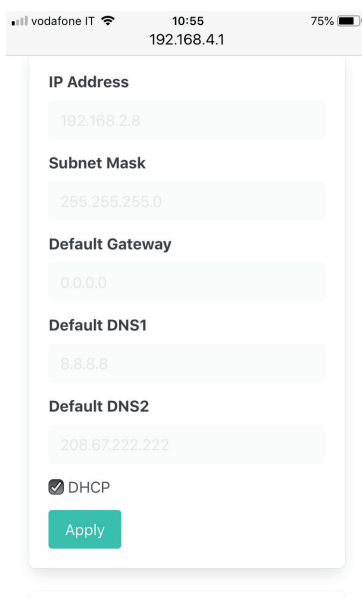 vodafone IT 10:55 75%
192.168.4.1
IP Address
192.168.2.8
Subnet Mask
255.255.255.0
Default Gateway
0.0.0.0
Default DNS1
8.8.8.8
Default DNS2
208.67.222.222
DHCP
Apply